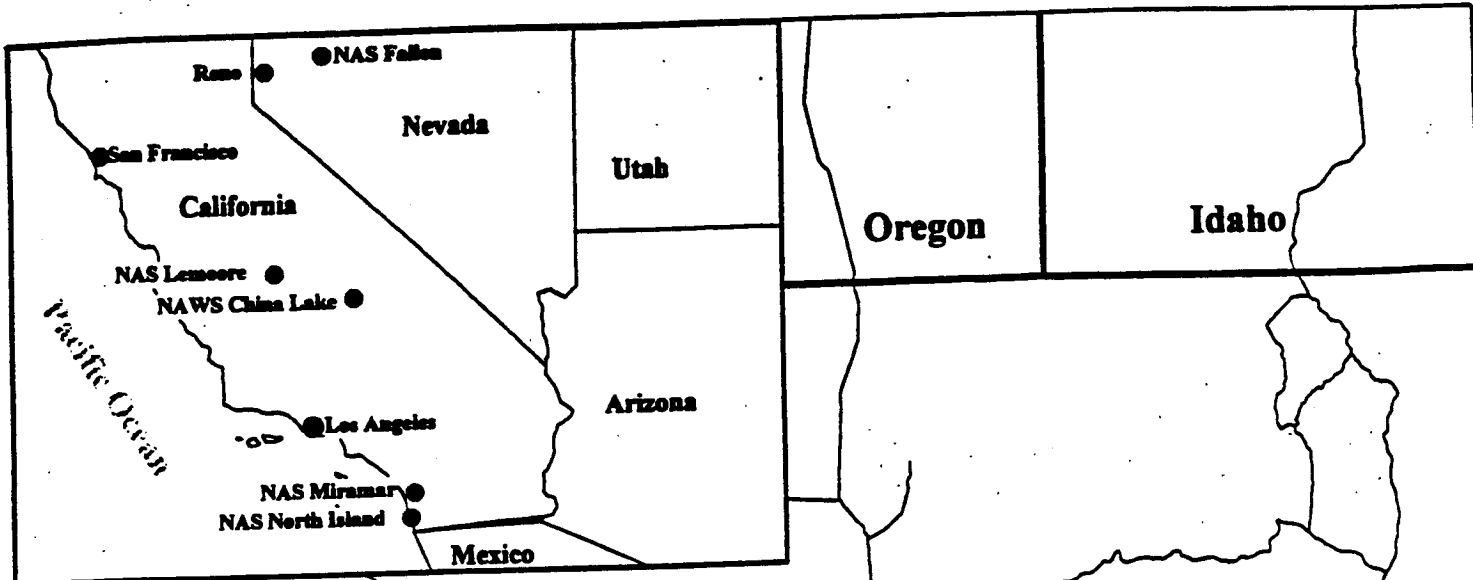 NAS Fallon
Reno
Nevada
San Francisco
Utah
California
Oregon
Idaho
NAS Lemoore
NAWS China Lake
Pacific Ocean
Arizona
Los Angeles
NAS Miramar
NAS North Island
Mexico